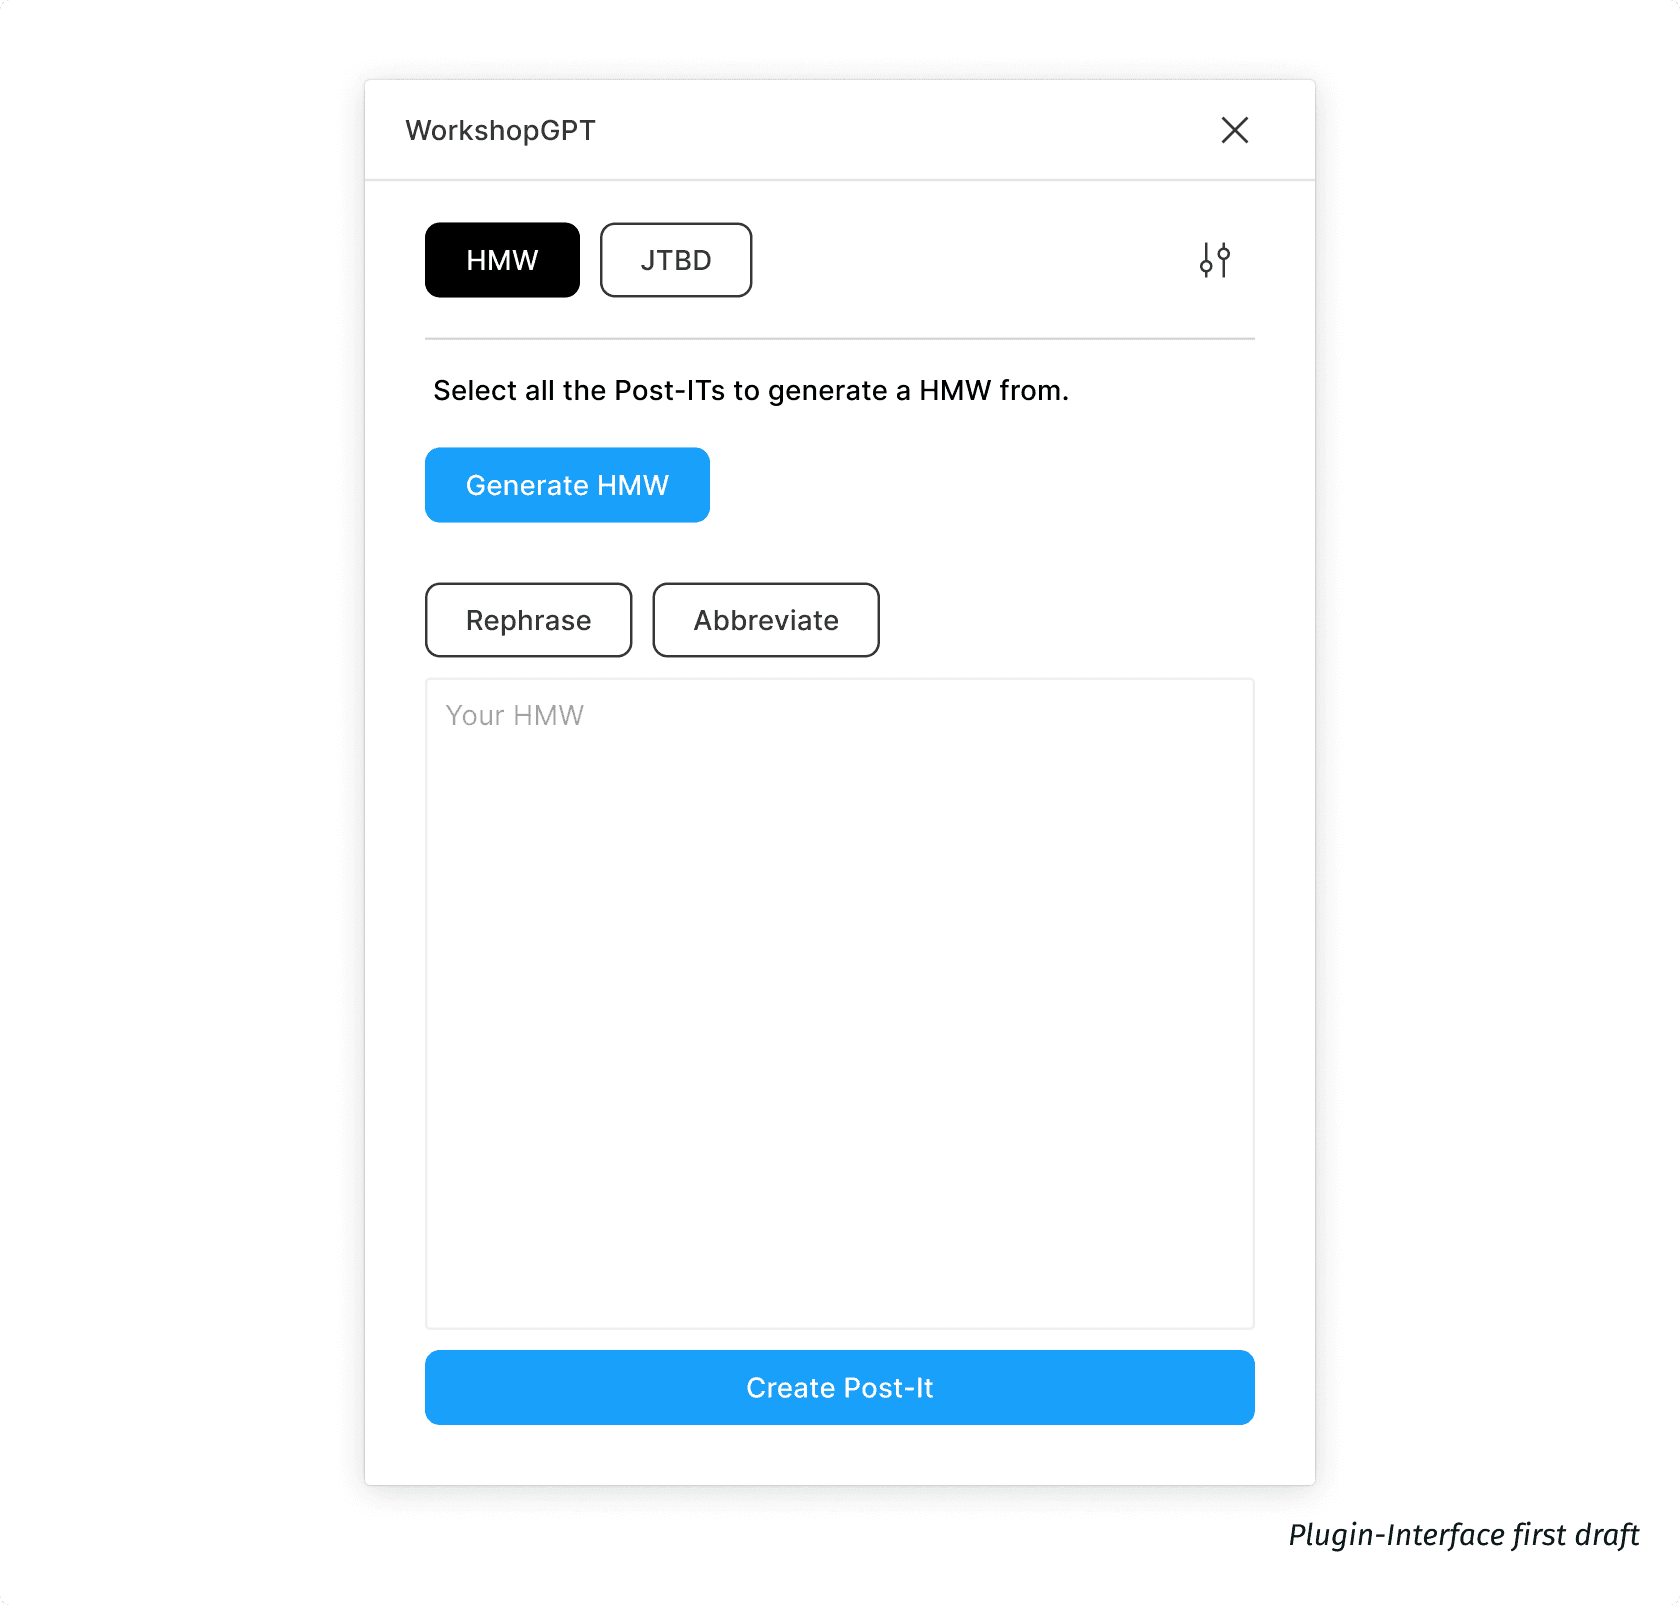 WorkshopGPT
HMW
JTBD
Select all the Post-ITs to generate a HMW from.
Generate HMW
Rephrase
Abbreviate
Your HMW
Create Post-It
Plugin-Interface first draft